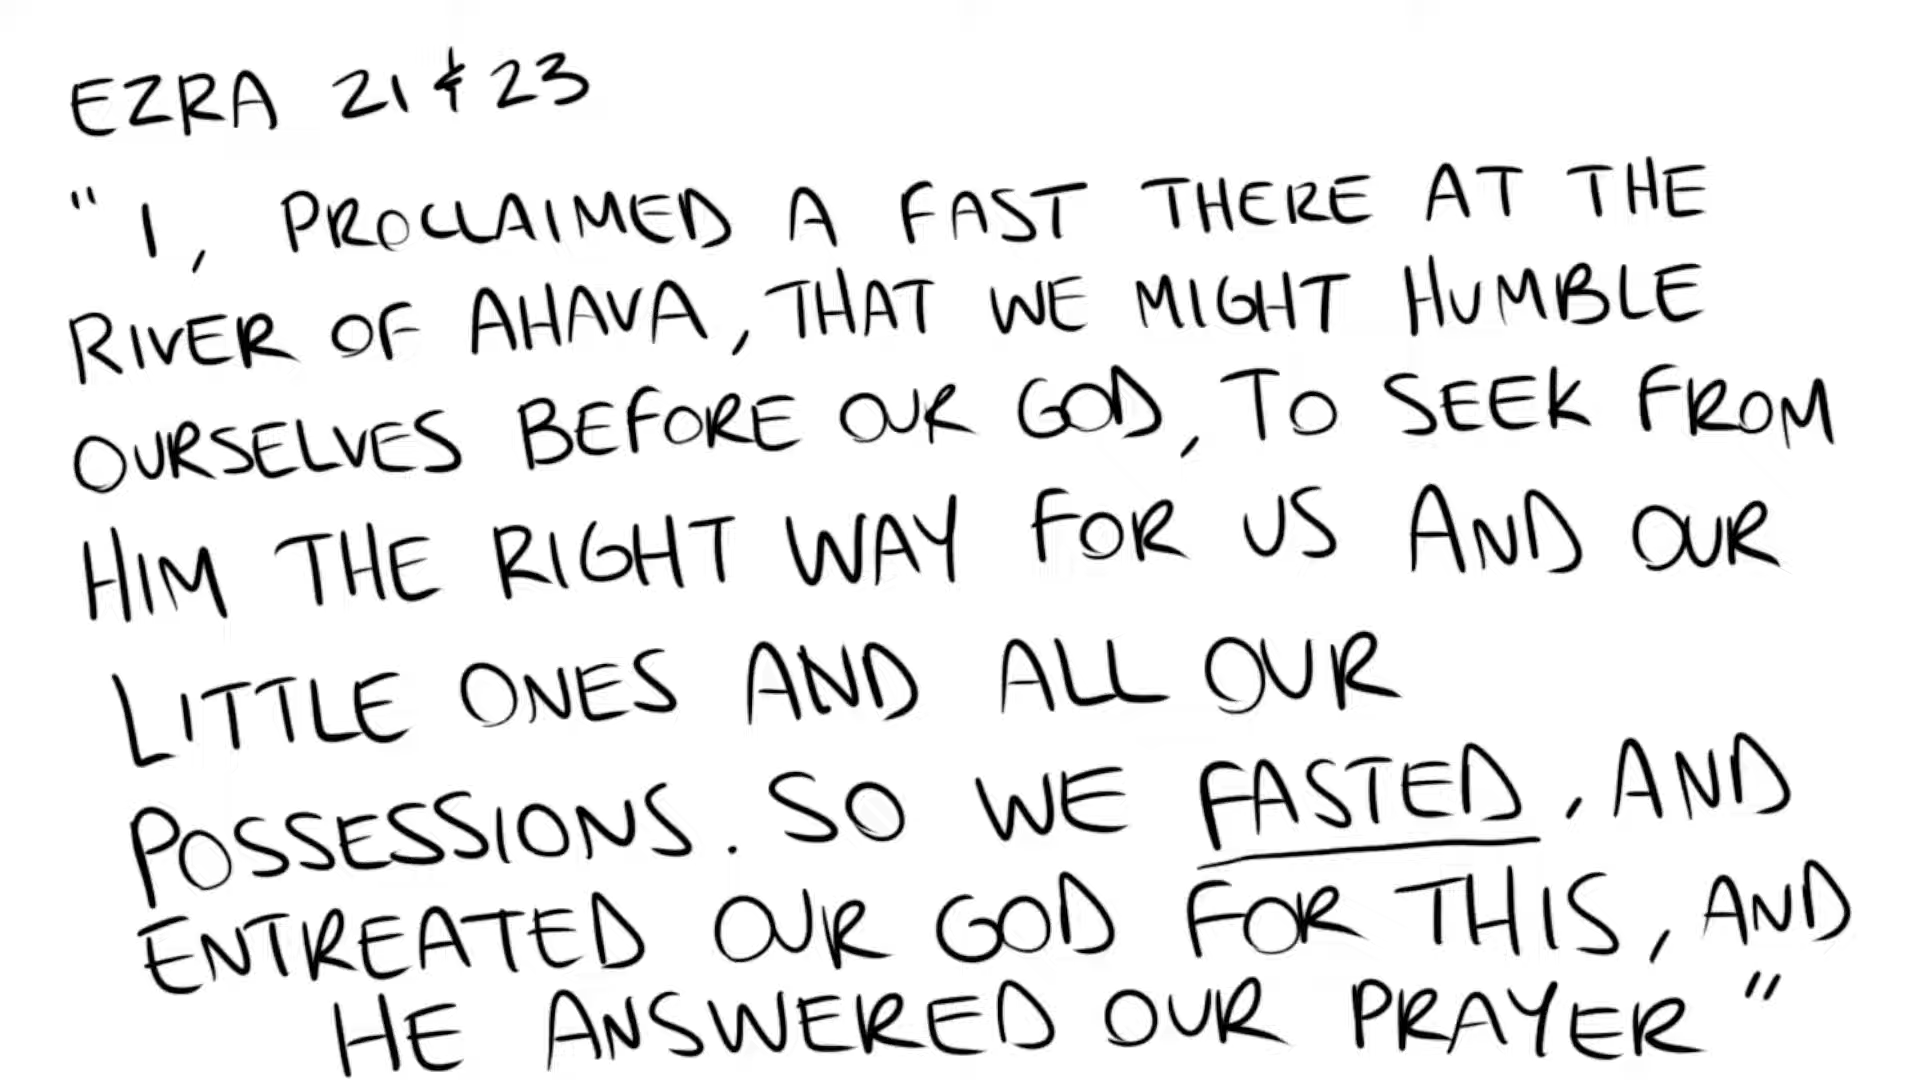 EZRA 21 & 23
"I, PROCLAIMED A FAST THERE AT THE
RIVER OF AHAVA, THAT WE MIGHT HUMBLE
OURSELVES BEFORE OUR GOD, TO SEEK FROM
HIM THE RIGHT WAY FOR US AND OUR
LITTLE ONES AND ALL OUR
POSSESSIONS. SO WE FASTED, AND
ENTREATED OUR GOD FOR THIS, AND
HE ANSWERED OUR PRAYER"